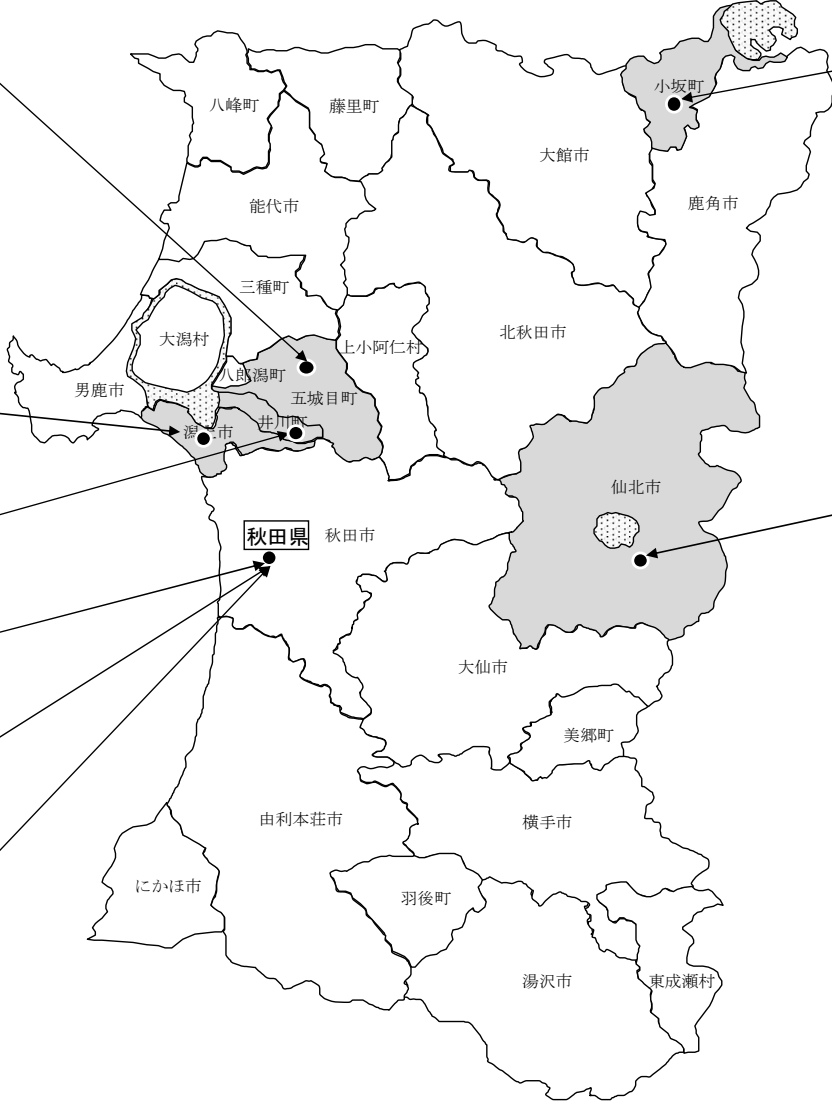 八峰町
藤里町
小坂町
大館市
鹿角市
能代市
三種町
大潟村
上小阿仁村
北秋田市
八郎潟町
男鹿市
五城目町
井川町
仙北市
秋田県
秋田市
大仙市
美郷町
由利本荘市
横手市
にかほ市
羽後町
湯沢市
東成瀬村